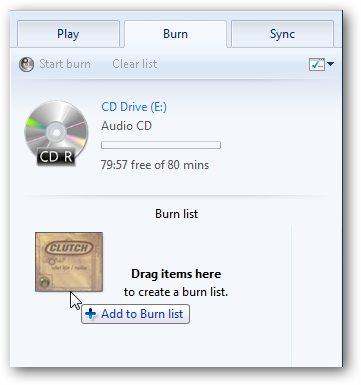 Play Burn Sync
Start burn Clear list
CD Drive (E:)
Audio CD
CD R
79:57 free of 80 mins
Burn list
CLUTCH
Drag items here
to create a burn list.
Add to Burn list